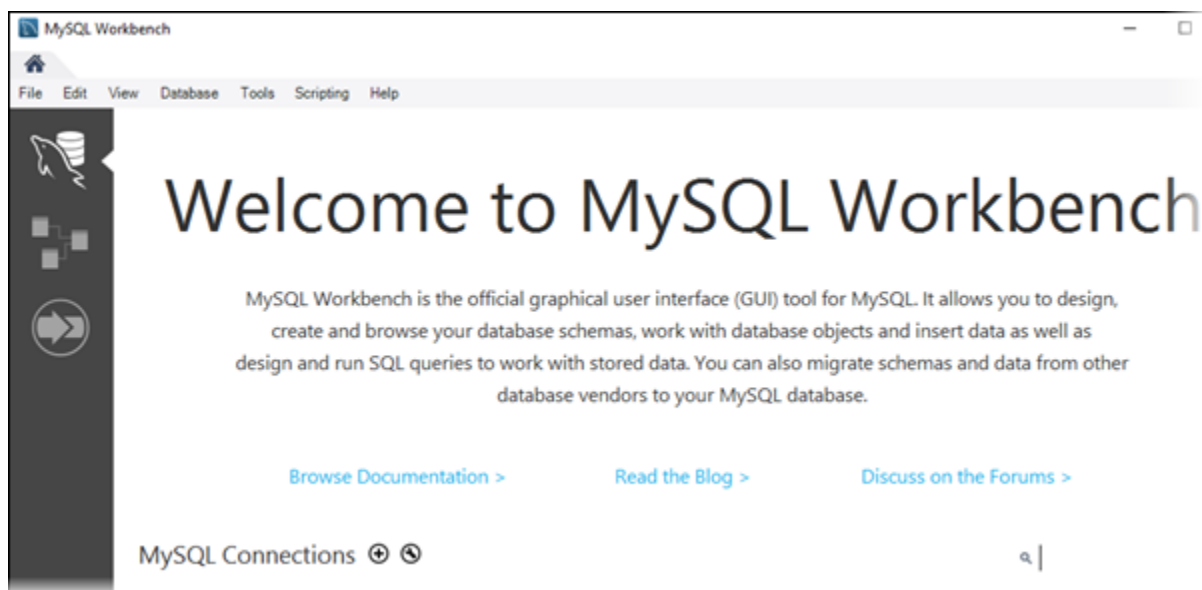 MySQL Workbench
File Edit View Database Tools Scripting Help
Welcome to MySQL Workbench
MySQL Workbench is the official graphical user interface (GUI) tool for MySQL. It allows you to design,
create and browse your database schemas, work with database objects and insert data as well as
design and run SQL queries to work with stored data. You can also migrate schemas and data from other
database vendors to your MySQL database.
Browse Documentation > Read the Blog > Discuss on the Forums >
MySQL Connections